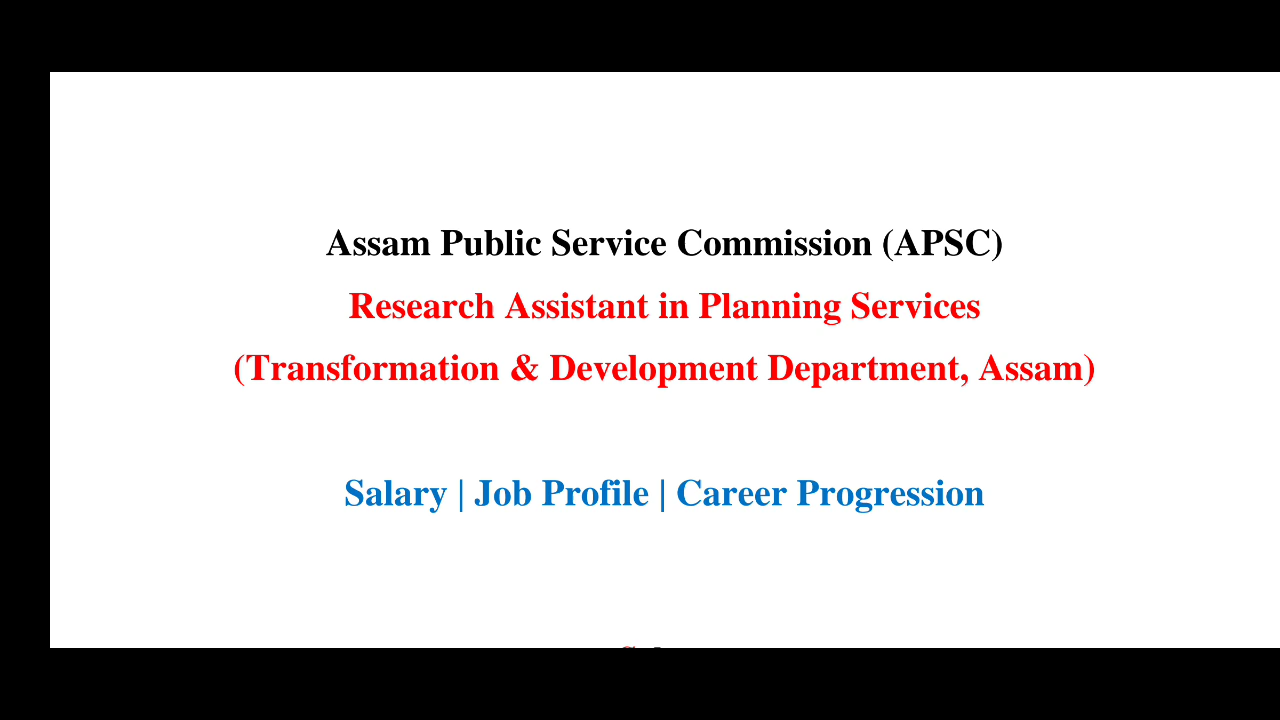 Assam Public Service Commission (APSC)
Research Assistant in Planning Services
(Transformation & Development Department, Assam)
Salary | Job Profile | Career Progression